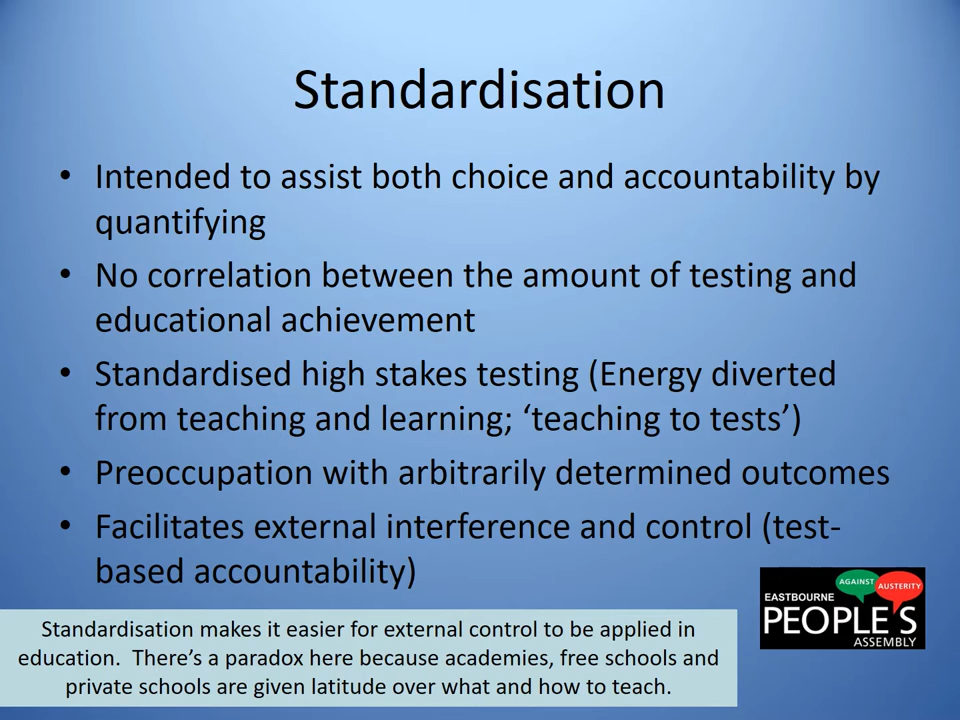 Standardisation
• Intended to assist both choice and accountability by
quantifying
• No correlation between the amount of testing and
educational achievement
• Standardised high stakes testing (Energy diverted
from teaching and learning; ‘teaching to tests’)
• Preoccupation with arbitrarily determined outcomes
• Facilitates external interference and control (test-
based accountability)
AGAINST AUSTERITY
EASTBOURNE
PEOPLE'S
ASSEMBLY
Standardisation makes it easier for external control to be applied in
education.  There’s a paradox here because academies, free schools and
private schools are given latitude over what and how to teach.